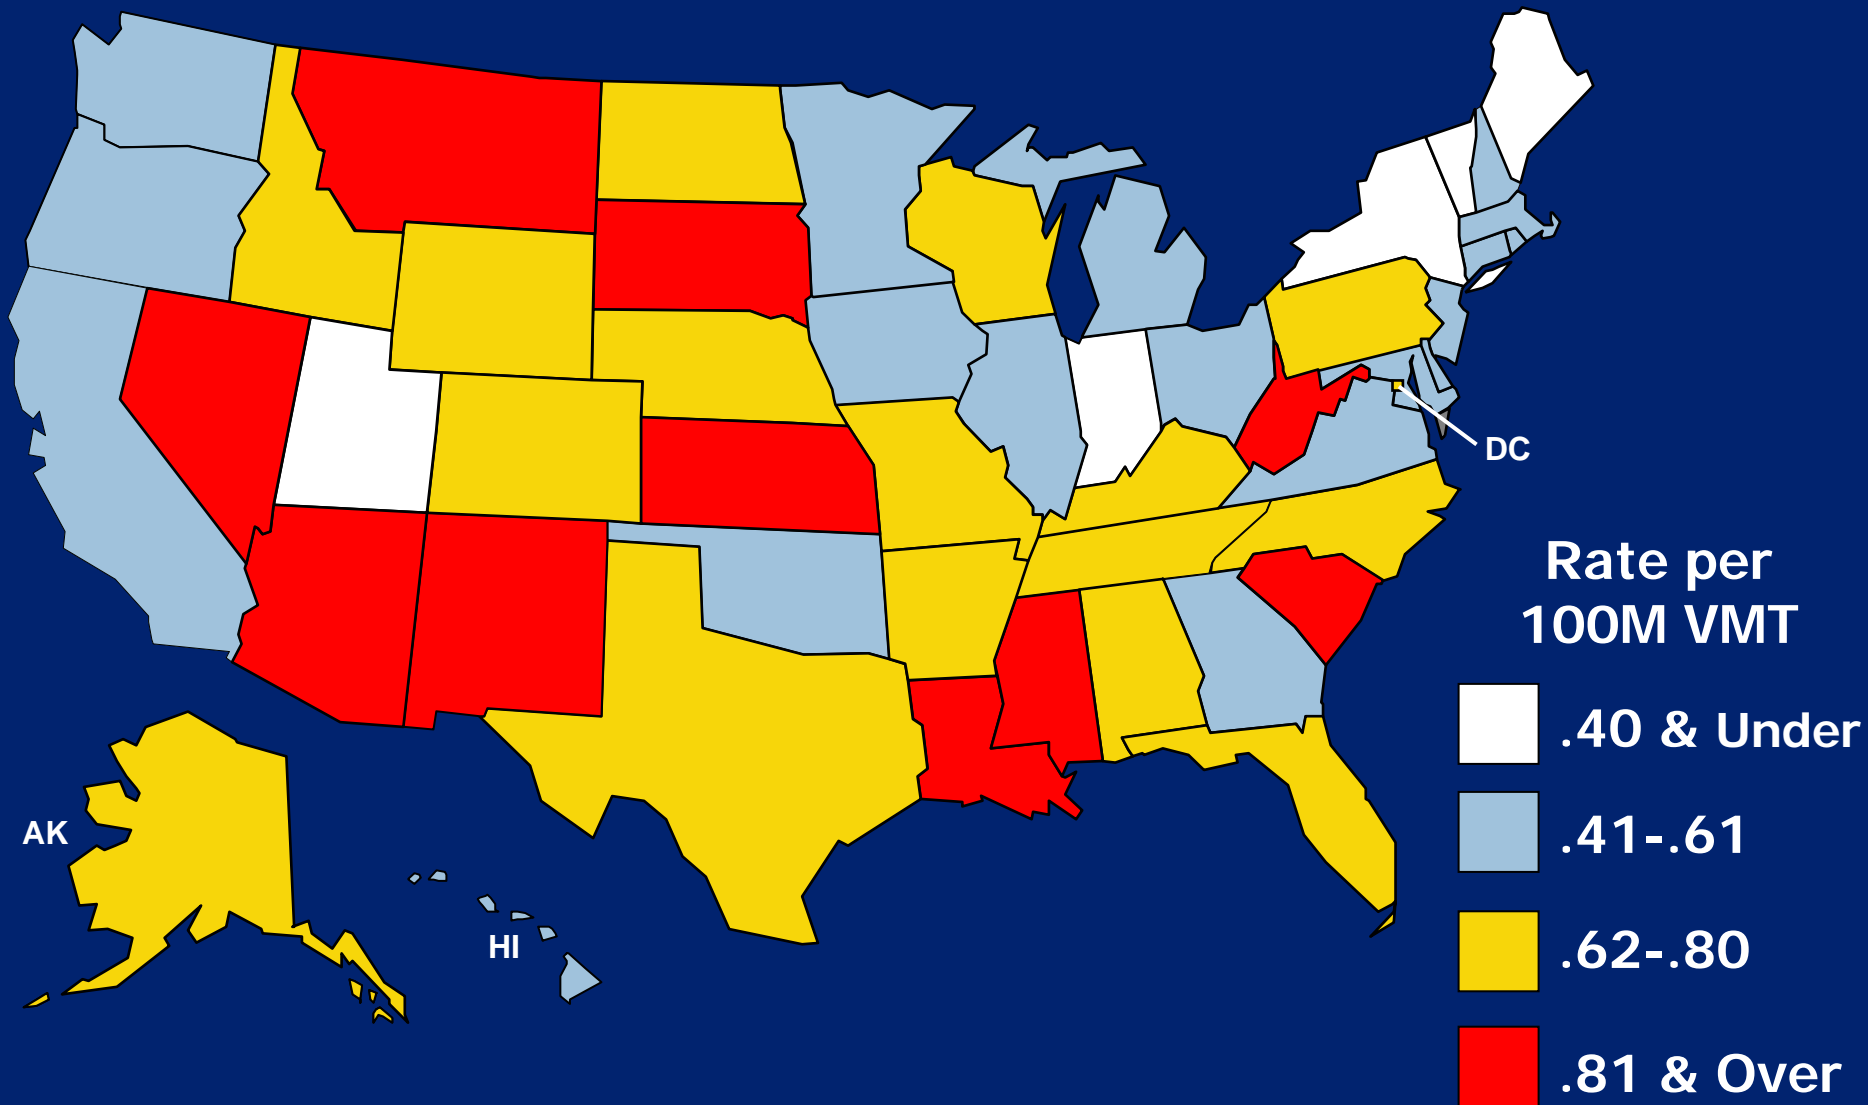 DC
Rate per
100M VMT
.40 & Under
.41-.61
AK
HI
.62-.80
.81 & Over